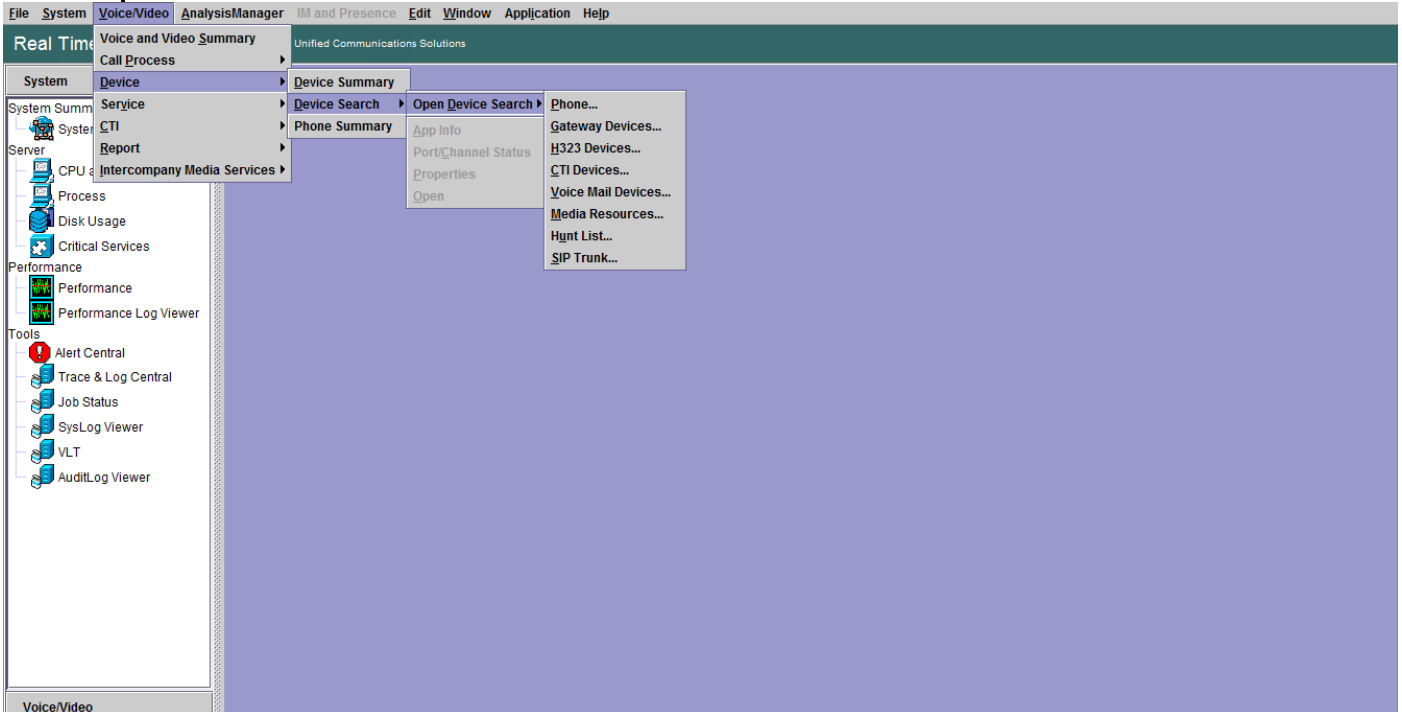 File System Voice/Video AnalysisManager IM and Presence Edit Window Application Help
Real Time Unified Communications Solutions
Voice and Video Summary
Call Process
Device
Service
CTI
Report
Intercompany Media Services
Device Summary
Device Search
Phone Summary
Open Device Search
App Info
Port/Channel Status
Properties
Open
Phone...
Gateway Devices...
H323 Devices...
CTI Devices...
Voice Mail Devices...
Media Resources...
Hunt List...
SIP Trunk...
System
System Summ
Syster
Server
CPU a
Process
Disk Usage
Critical Services
Performance
Performance
Performance Log Viewer
Tools
Alert Central
Trace & Log Central
Job Status
SysLog Viewer
VLT
AuditLog Viewer
Voice/Video